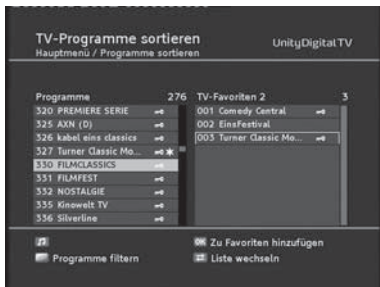 TV-Programme sortieren
UnityDigitalTV
Hauptmenü / Programme sortieren
Programme 276
320 PREMIERE SERIE
325 AXN (D)
326 kabel eins classics
327 Turner Classic Mo...
330 FILMCLASSICS
331 FILMFEST
332 NOSTALGIE
335 Kinowelt TV
336 Silverline
TV-Favoriten 2 3
001 Comedy Central
002 EinsFestival
003 Turner Classic Mo...
OK Zu Favoriten hinzufügen
Programme filtern
Liste wechseln